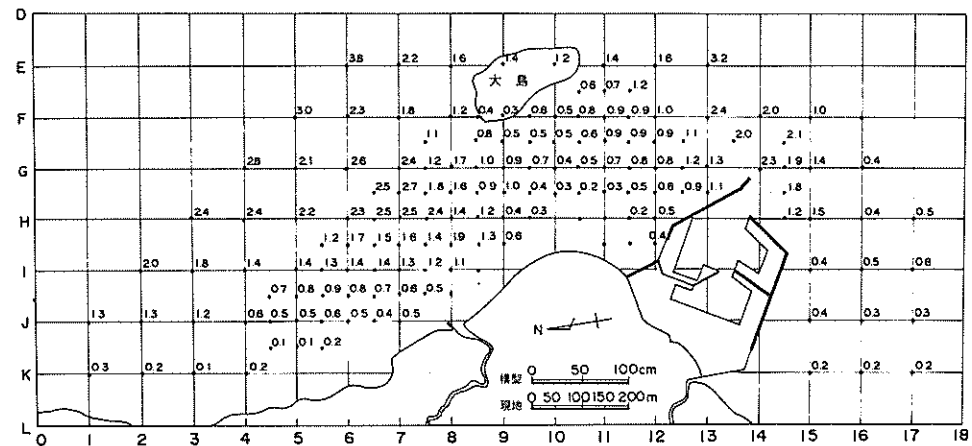 D
3.8 2.2 1.6 1.4 1.2 1.4 1.6 3.2
E
大島
0.6 0.7 1.2
3.0 2.3 1.8 1.2 0.4 0.3 0.6 0.5 0.8 0.9 0.9 1.0 2.4 2.0 1.0
F
1.1 0.8 0.5 0.5 0.5 0.6 0.9 0.9 0.9 1.1 2.0 2.1
2.8 2.1 2.6 2.4 1.2 1.7 1.0 0.9 0.7 0.4 0.5 0.7 0.8 0.8 1.2 1.3 2.3 1.9 1.4 0.4
G
2.5 2.7 1.8 1.6 0.9 1.0 0.4 0.3 0.2 0.3 0.5 0.6 0.9 1.1 1.8
2.4 2.4 2.2 2.3 2.5 2.5 2.4 1.4 1.2 0.4 0.3 0.2 0.5 1.2 1.5 0.4 0.5
H
1.2 1.7 1.5 1.6 1.4 1.9 1.3 0.6 0.4
2.0 1.8 1.4 1.4 1.3 1.4 1.4 1.3 1.2 1.1 0.4 0.5 0.6
I
0.7 0.8 0.9 0.8 0.7 0.6 0.5
1.3 1.3 1.2 0.6 0.5 0.5 0.6 0.5 0.4 0.5 0.4 0.3 0.3
J
N
0.1 0.1 0.2
0.3 0.2 0.1 0.2 0.2 0.2 0.2
K
模型 0 50 100cm
現地 0 50 100 150 200m
L
0 1 2 3 4 5 6 7 8 9 10 11 12 13 14 15 16 17 18